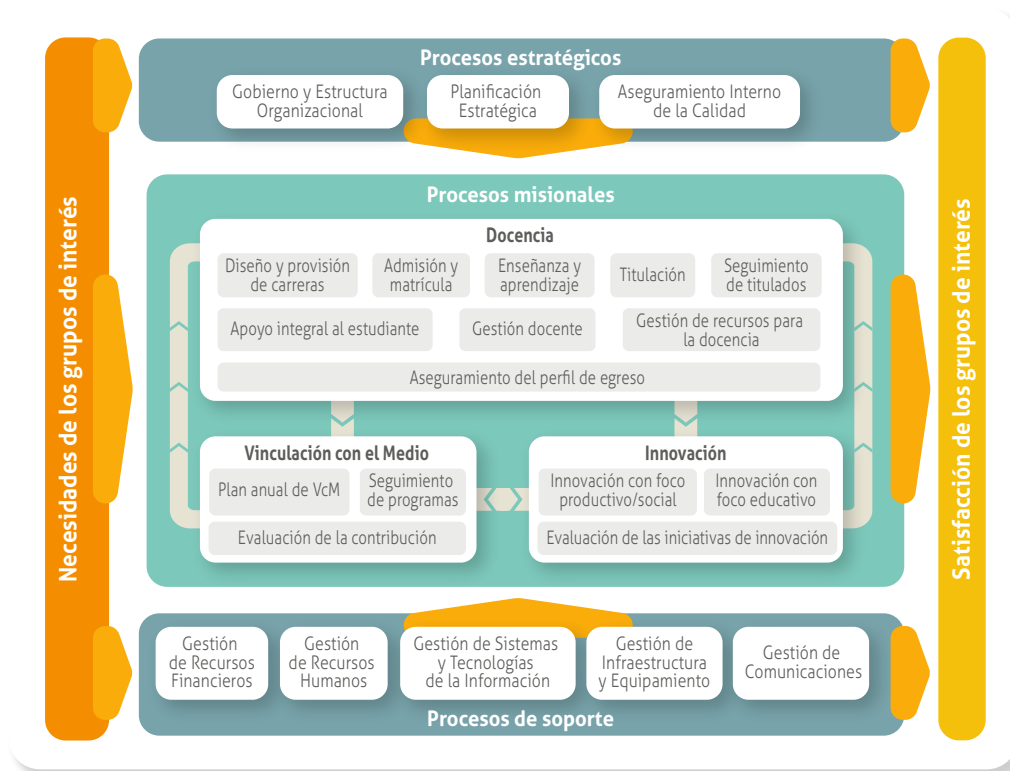 Necesidades de los grupos de interés
Procesos estratégicos
Gobierno y Estructura
Organizacional
Planificación
Estratégica
Aseguramiento Interno
de la Calidad
Procesos misionales
Docencia
Diseño y provisión
de carreras
Admisión y
matrícula
Enseñanza y
aprendizaje
Titulación
Seguimiento
de titulados
Apoyo integral al estudiante
Gestión docente
Gestión de recursos para
la docencia
Aseguramiento del perfil de egreso
Vinculación con el Medio
Plan anual de VcM
Seguimiento
de programas
Evaluación de la contribución
Innovación
Innovación con foco
productivo/social
Innovación con
foco educativo
Evaluación de las iniciativas de innovación
Gestión
de Recursos
Financieros
Gestión
de Recursos
Humanos
Gestión de Sistemas
y Tecnologías
de la Información
Gestión de
Infraestructura
y Equipamiento
Gestión de
Comunicaciones
Procesos de soporte
Satisfacción de los grupos de interés